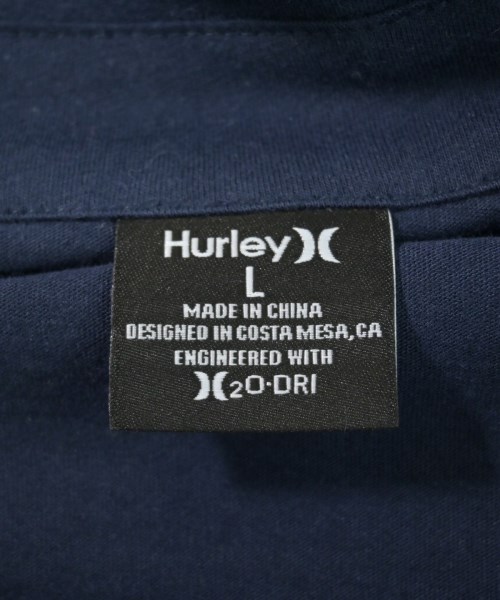 Hurley
L
MADE IN CHINA
DESIGNED IN COSTA MESA, CA
ENGINEERED WITH
2O·DRI